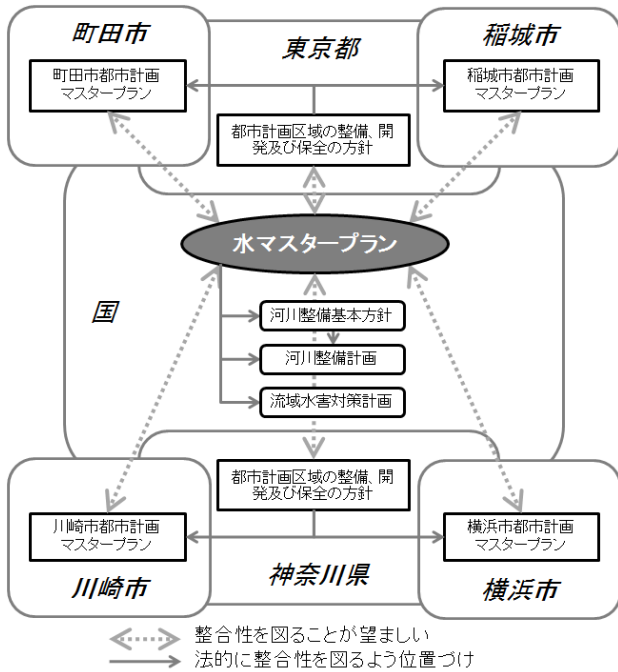 町田市
東京都
稲城市
町田市都市計画
マスタープラン
稲城市都市計画
マスタープラン
都市計画区域の整備、開
発及び保全の方針
水マスタープラン
国
河川整備基本方針
河川整備計画
流域水害対策計画
都市計画区域の整備、開
発及び保全の方針
川崎市都市計画
マスタープラン
横浜市都市計画
マスタープラン
川崎市
神奈川県
横浜市
整合性を図ることが望ましい
法的に整合性を図るよう位置づけ